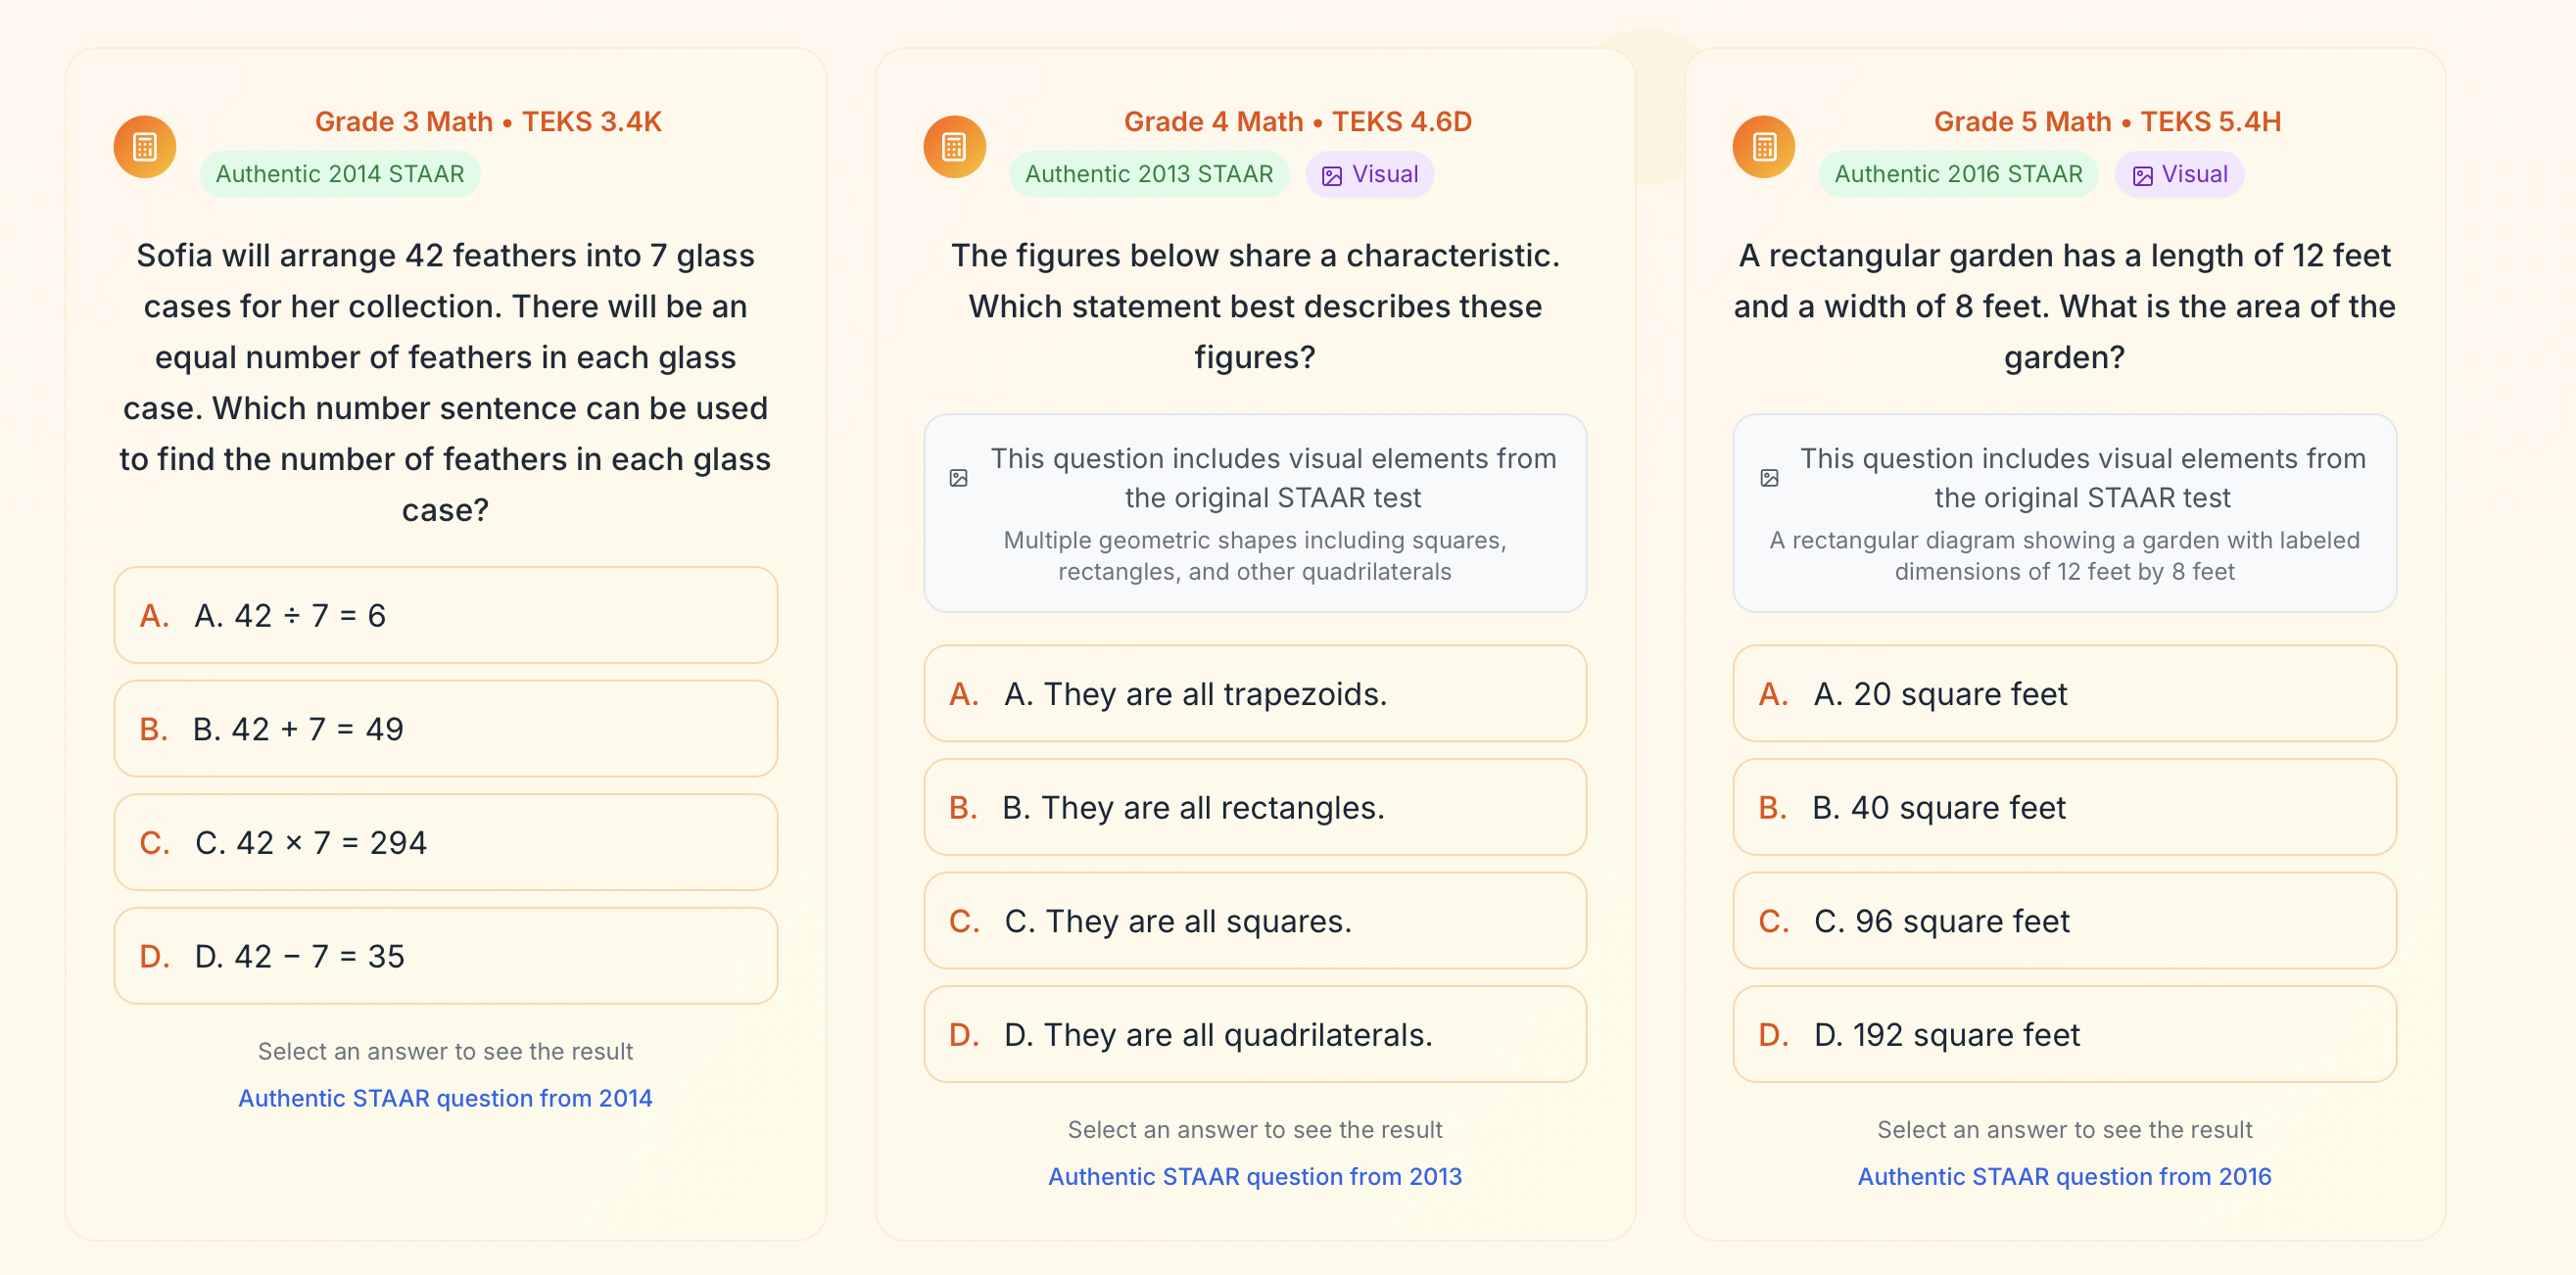 Grade 3 Math • TEKS 3.4K
Authentic 2014 STAAR
Sofia will arrange 42 feathers into 7 glass
cases for her collection. There will be an
equal number of feathers in each glass
case. Which number sentence can be used
to find the number of feathers in each glass
case?
A. A. 42 ÷ 7 = 6
B. B. 42 + 7 = 49
C. C. 42 × 7 = 294
D. D. 42 − 7 = 35
Select an answer to see the result
Authentic STAAR question from 2014
Grade 4 Math • TEKS 4.6D
Authentic 2013 STAAR Visual
The figures below share a characteristic.
Which statement best describes these
figures?
This question includes visual elements from
the original STAAR test
Multiple geometric shapes including squares,
rectangles, and other quadrilaterals
A. A. They are all trapezoids.
B. B. They are all rectangles.
C. C. They are all squares.
D. D. They are all quadrilaterals.
Select an answer to see the result
Authentic STAAR question from 2013
Grade 5 Math • TEKS 5.4H
Authentic 2016 STAAR Visual
A rectangular garden has a length of 12 feet
and a width of 8 feet. What is the area of the
garden?
This question includes visual elements from
the original STAAR test
A rectangular diagram showing a garden with labeled
dimensions of 12 feet by 8 feet
A. A. 20 square feet
B. B. 40 square feet
C. C. 96 square feet
D. D. 192 square feet
Select an answer to see the result
Authentic STAAR question from 2016